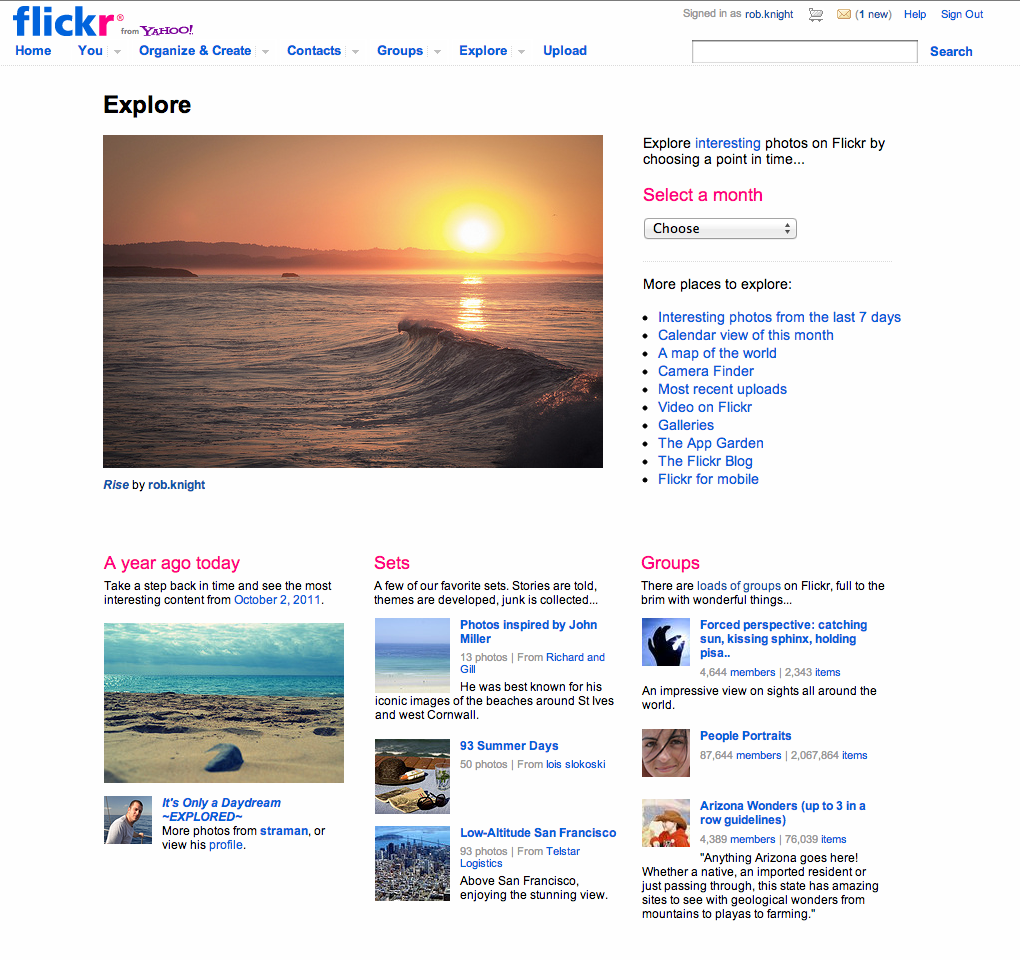 flickr® from YAHOO!
Signed in as rob.knight (1 new) Help Sign Out
Home You Organize & Create Contacts Groups Explore Upload
Search
Explore
Rise by rob.knight
Explore interesting photos on Flickr by
choosing a point in time...
Select a month
Choose
More places to explore:
Interesting photos from the last 7 days
Calendar view of this month
A map of the world
Camera Finder
Most recent uploads
Video on Flickr
Galleries
The App Garden
The Flickr Blog
Flickr for mobile
A year ago today
Take a step back in time and see the most
interesting content from October 2, 2011.
It's Only a Daydream
~EXPLORED~
More photos from straman, or
view his profile.
Sets
A few of our favorite sets. Stories are told,
themes are developed, junk is collected...
Photos inspired by John
Miller
13 photos | From Richard and
Gill
He was best known for his
iconic images of the beaches around St Ives
and west Cornwall.
93 Summer Days
50 photos | From lois slokoski
Low-Altitude San Francisco
93 photos | From Telstar
Logistics
Above San Francisco,
enjoying the stunning view.
Groups
There are loads of groups on Flickr, full to the
brim with wonderful things...
Forced perspective: catching
sun, kissing sphinx, holding
pisa..
4,644 members | 2,343 items
An impressive view on sights all around the
world.
People Portraits
87,644 members | 2,067,864 items
Arizona Wonders (up to 3 in a
row guidelines)
4,389 members | 76,039 items
"Anything Arizona goes here!
Whether a native, an imported resident or
just passing through, this state has amazing
sites to see with geological wonders from
mountains to playas to farming."